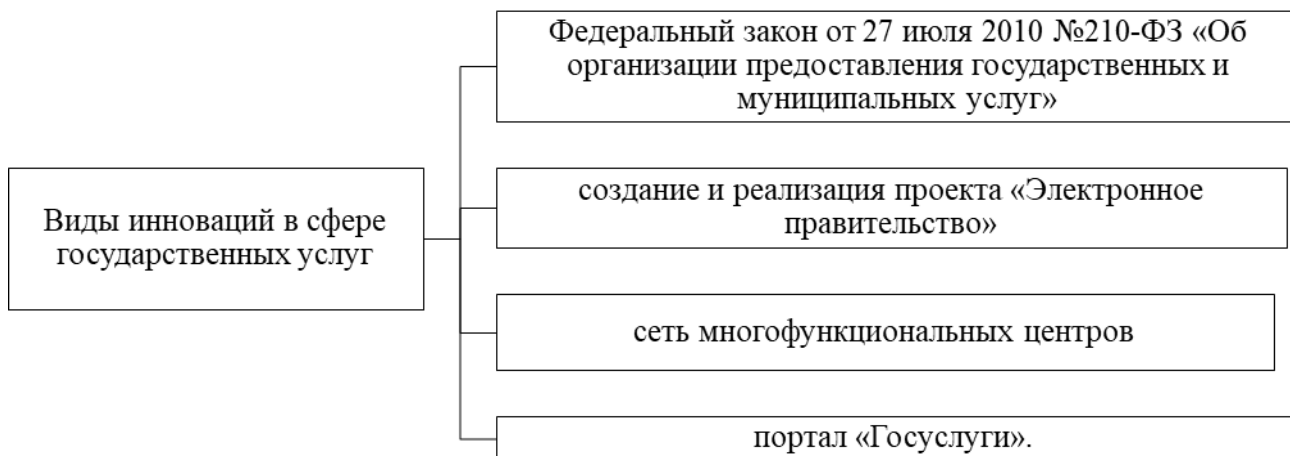 Федеральный закон от 27 июля 2010 №210-ФЗ «Об
организации предоставления государственных и
муниципальных услуг»
Виды инноваций в сфере
государственных услуг
создание и реализация проекта «Электронное
правительство»
сеть многофункциональных центров
портал «Госуслуги».